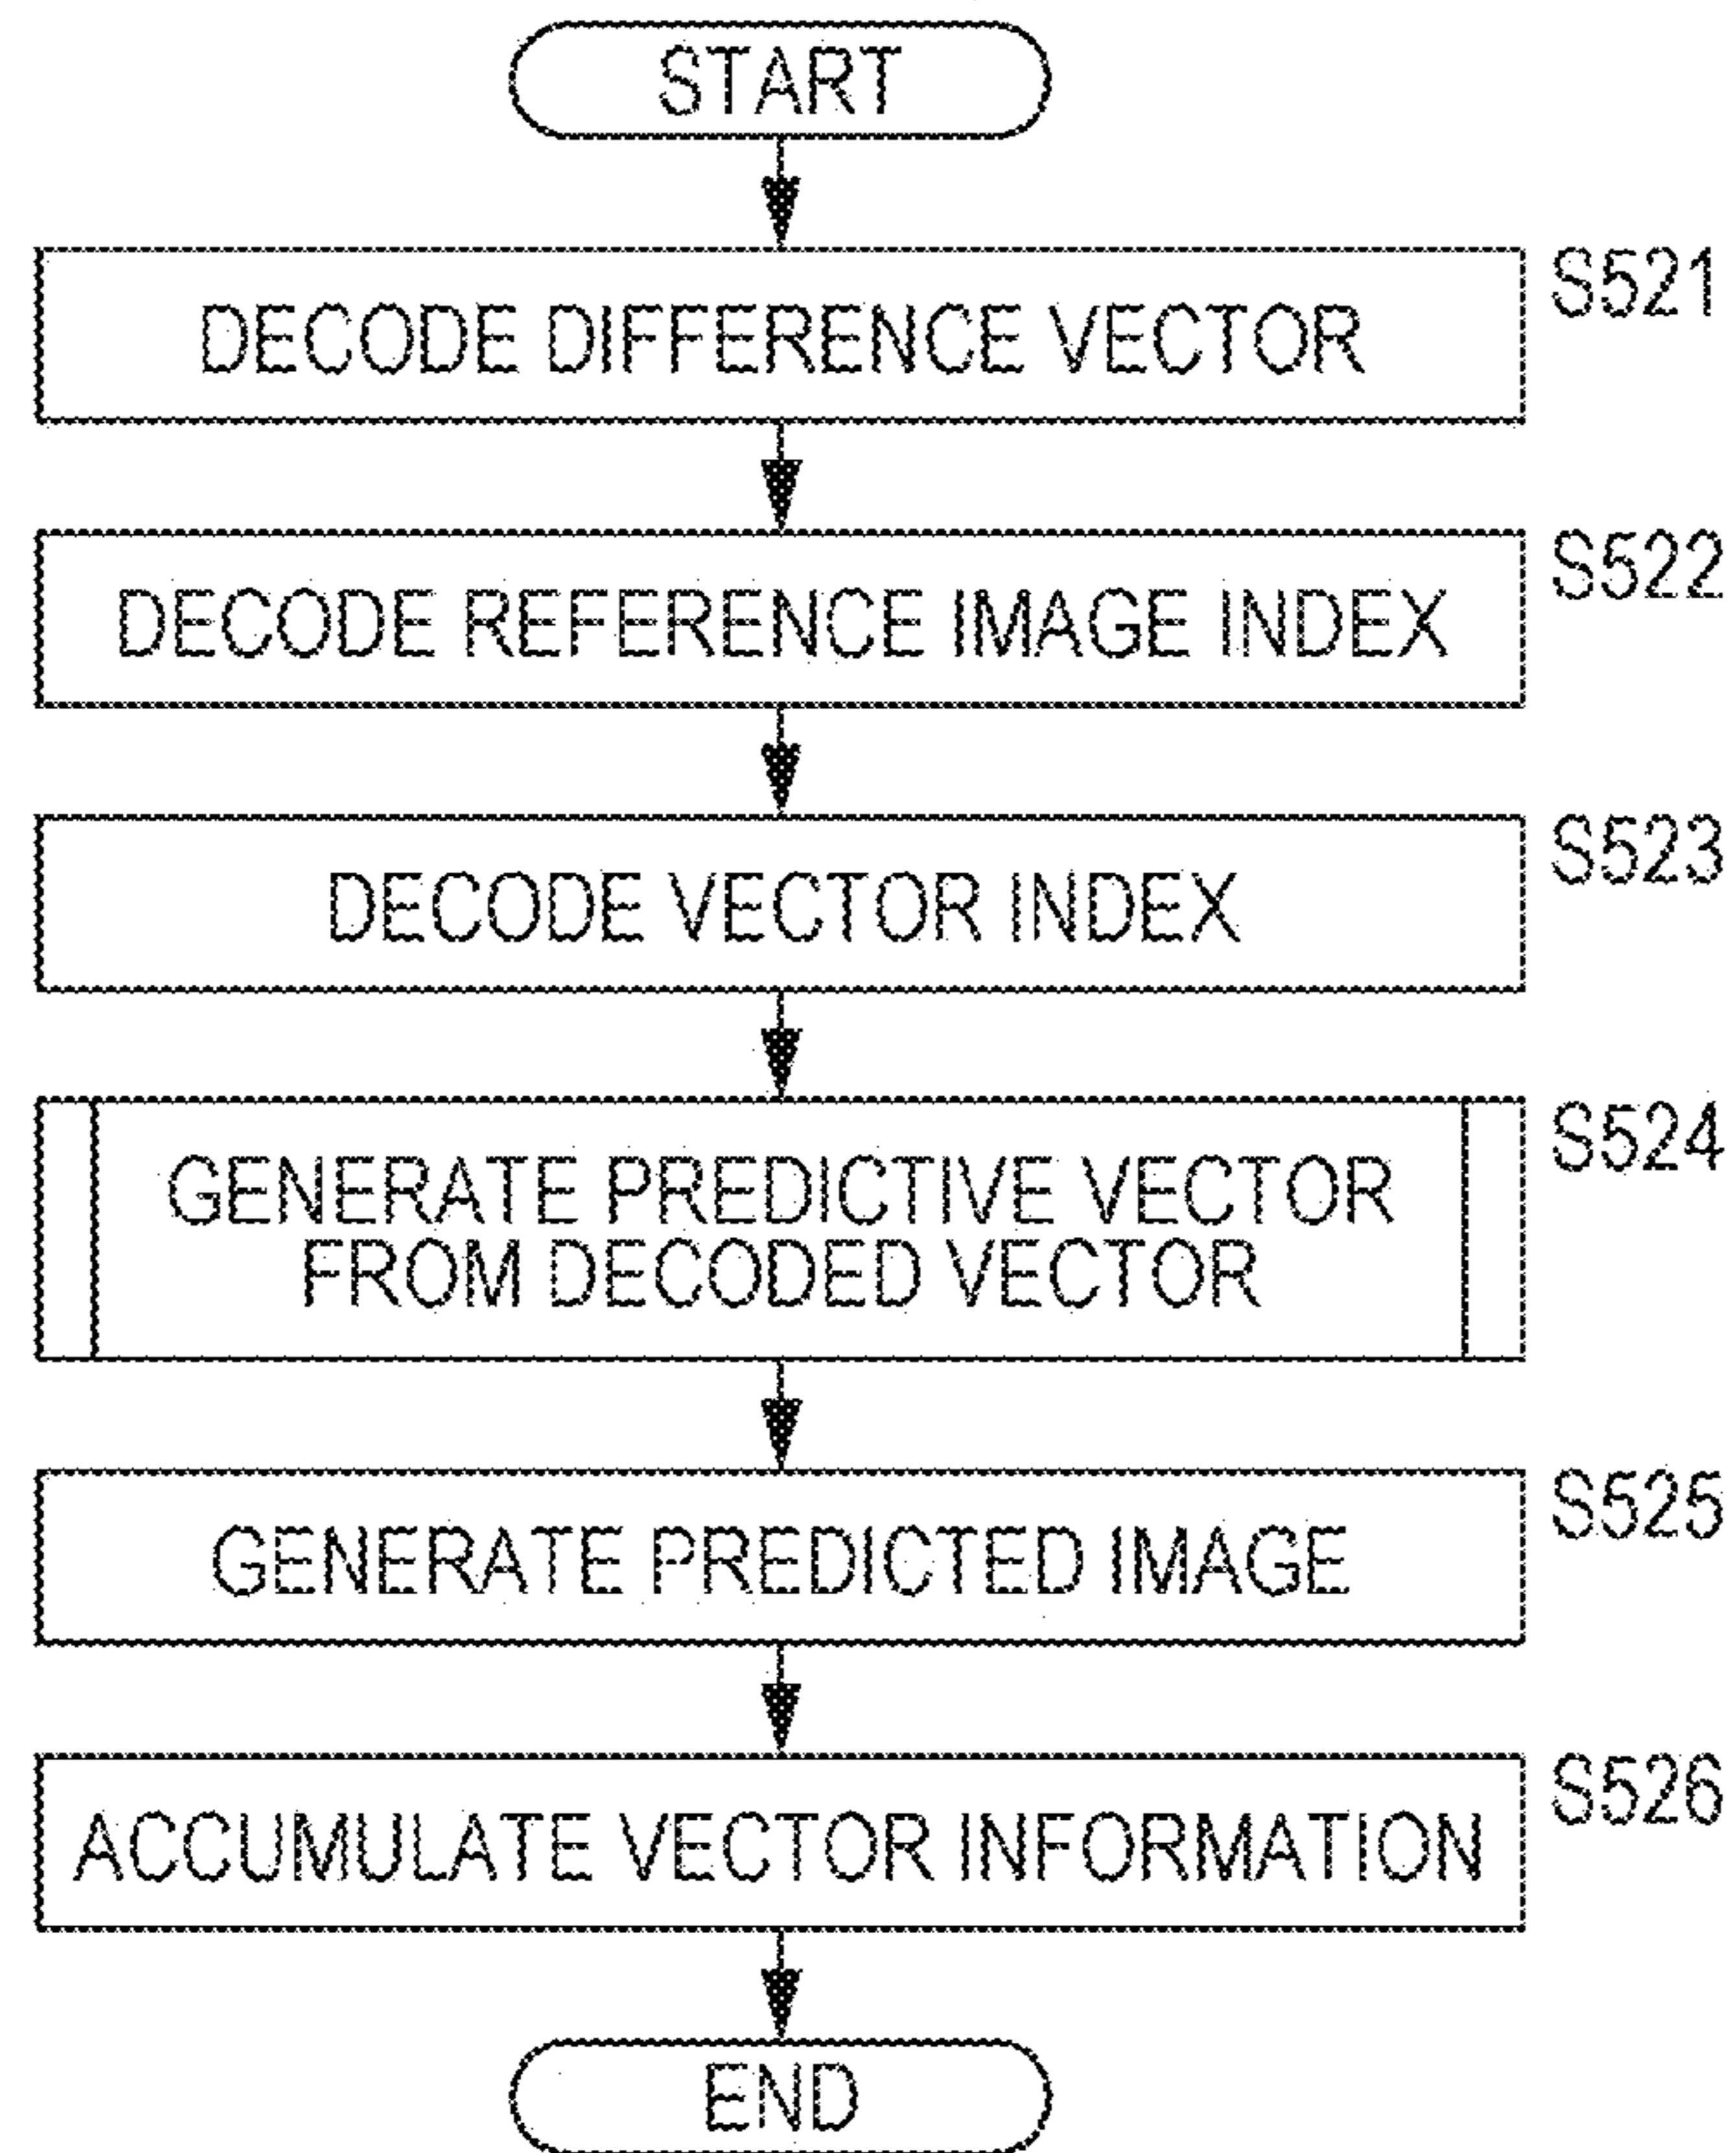 START
DECODE DIFFERENCE VECTOR
S521
DECODE REFERENCE IMAGE INDEX
S522
DECODE VECTOR INDEX
S523
GENERATE PREDICTIVE VECTOR
FROM DECODED VECTOR
S524
GENERATE PREDICTED IMAGE
S525
ACCUMULATE VECTOR INFORMATION
S526
END